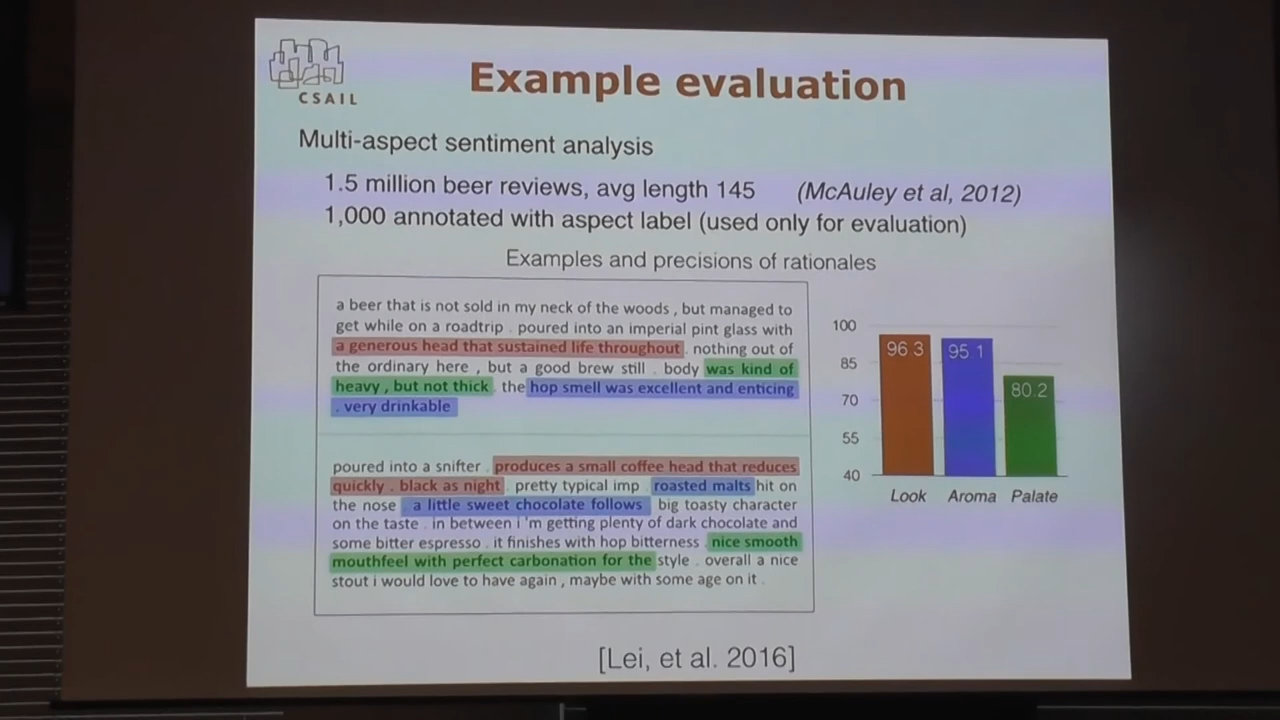 CSAIL
Example evaluation
Multi-aspect sentiment analysis
1.5 million beer reviews, avg length 145 (McAuley et al, 2012)
1,000 annotated with aspect label (used only for evaluation)
Examples and precisions of rationales
a beer that is not sold in my neck of the woods , but managed to
get while on a roadtrip . poured into an imperial pint glass with
a generous head that sustained life throughout . nothing out of
the ordinary here , but a good brew still . body was kind of
heavy , but not thick . the hop smell was excellent and enticing
. very drinkable
poured into a snifter . produces a small coffee head that reduces
quickly . black as night . pretty typical imp . roasted malts hit on
the nose . a little sweet chocolate follows . big toasty character
on the taste . in between i 'm getting plenty of dark chocolate and
some bitter espresso . it finishes with hop bitterness . nice smooth
mouthfeel with perfect carbonation for the style . overall a nice
stout i would love to have again , maybe with some age on it .
100
85
70
55
40
96.3
95.1
80.2
Look Aroma Palate
[Lei, et al. 2016]